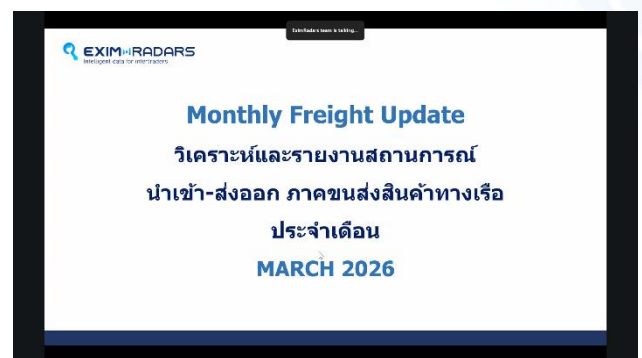 EximRadars team is talking...
EXIM RADARS
Intelligent data for intertraders
Monthly Freight Update
วิเคราะห์และรายงานสถานการณ์
นำเข้า-ส่งออก ภาคขนส่งสินค้าทางเรือ
ประจำเดือน
MARCH 2026